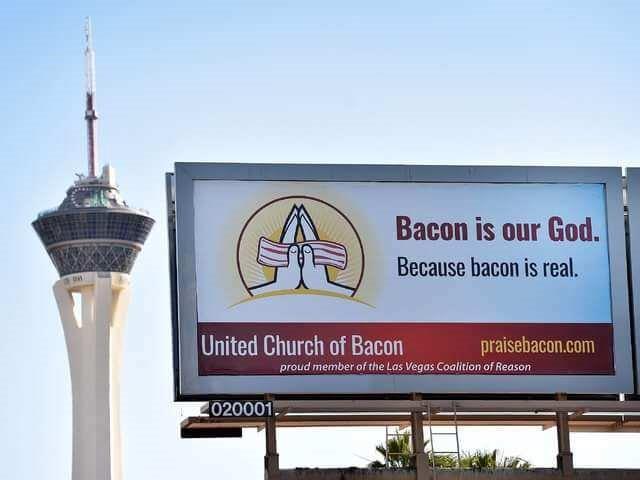 Bacon is our God.
Because bacon is real.
United Church of Bacon
praisebacon.com
proud member of the Las Vegas Coalition of Reason
020001